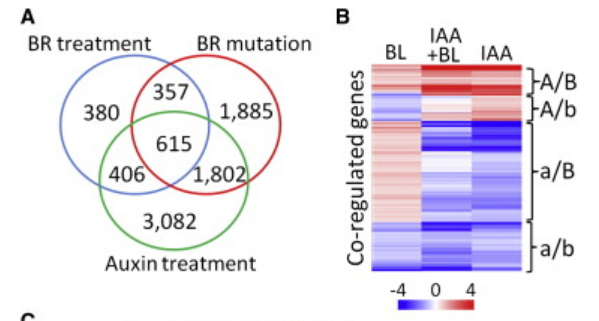 A
BR treatment
BR mutation
357
380
1,885
615
406
1,802
3,082
Auxin treatment
B
BL
IAA
+BL
IAA
Co-regulated genes
A/B
A/b
a/B
a/b
-4
0
4